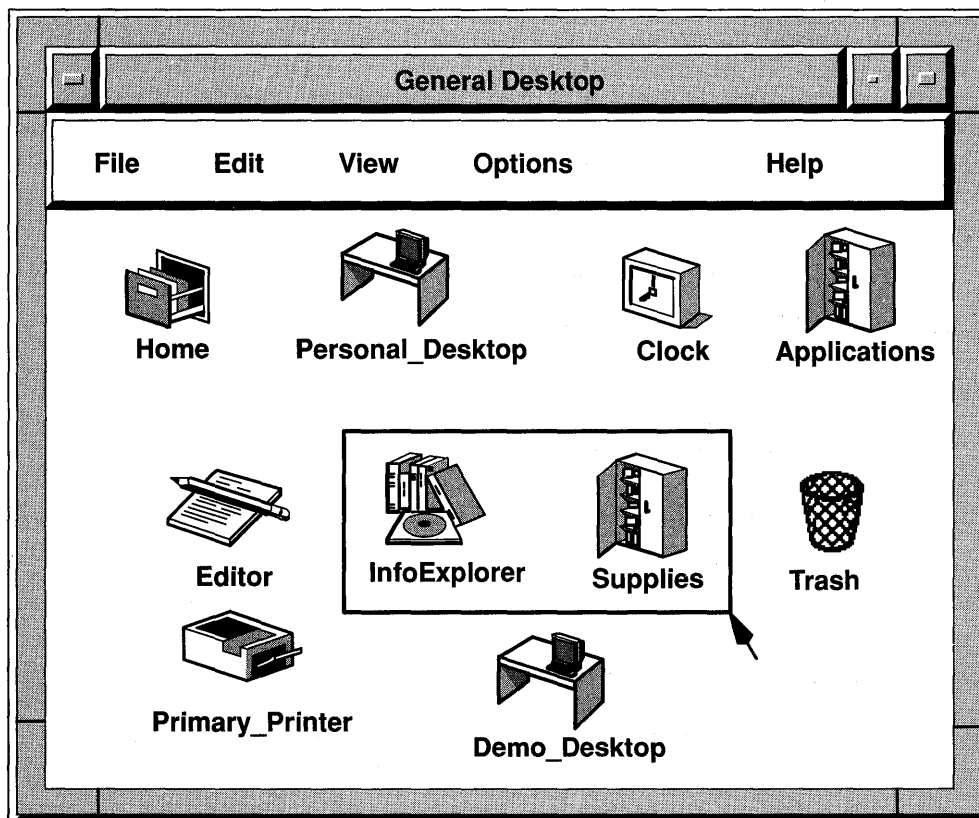 General Desktop
File Edit View Options Help
Home Personal_Desktop Clock Applications
Editor InfoExplorer Supplies Trash
Primary_Printer Demo_Desktop